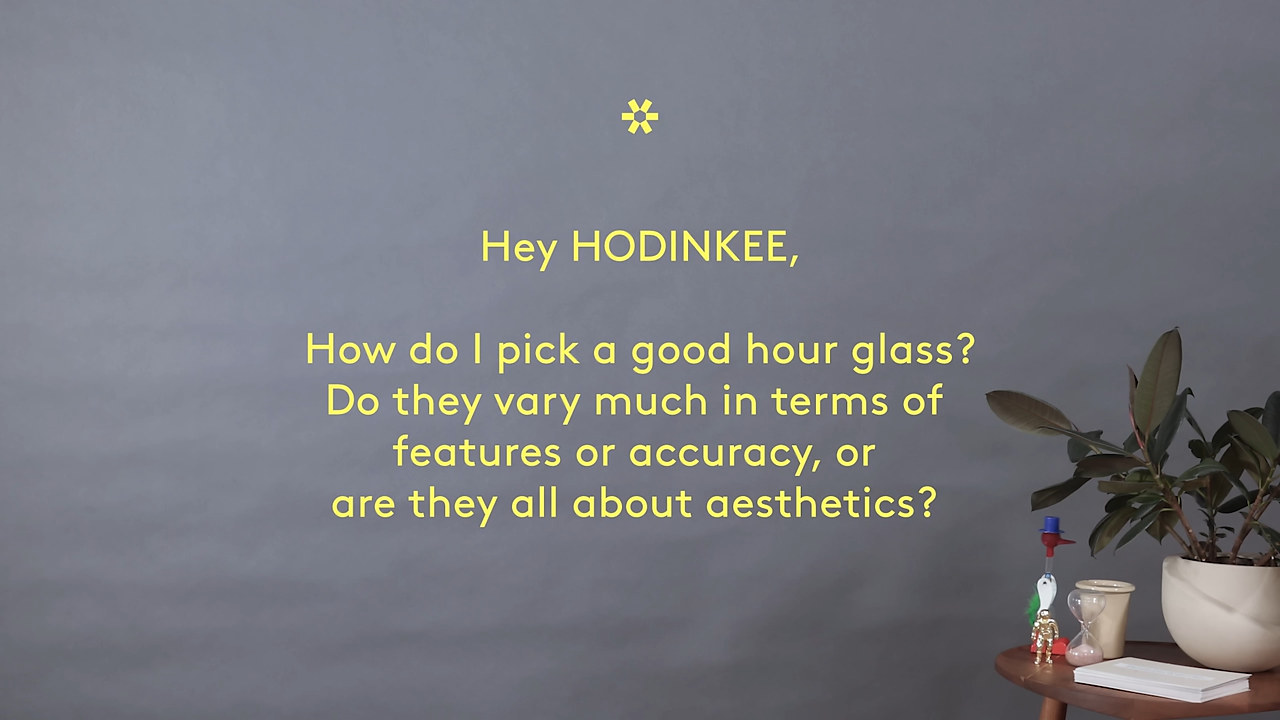 Hey HODINKEE,
How do I pick a good hour glass?
Do they vary much in terms of
features or accuracy, or
are they all about aesthetics?